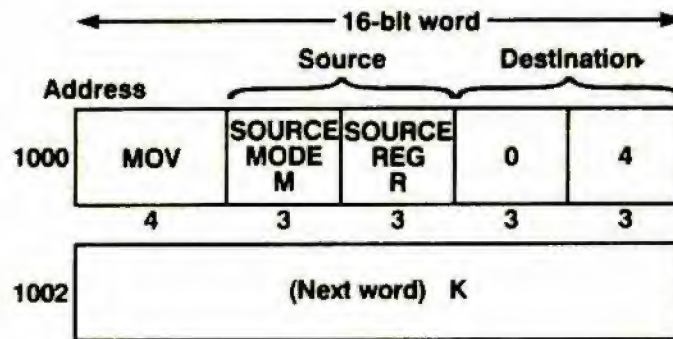 16-bit word
Source Destination
Address
1000 MOV SOURCE MODE M SOURCE REG R 0 4
4 3 3 3 3
1002 (Next word) K